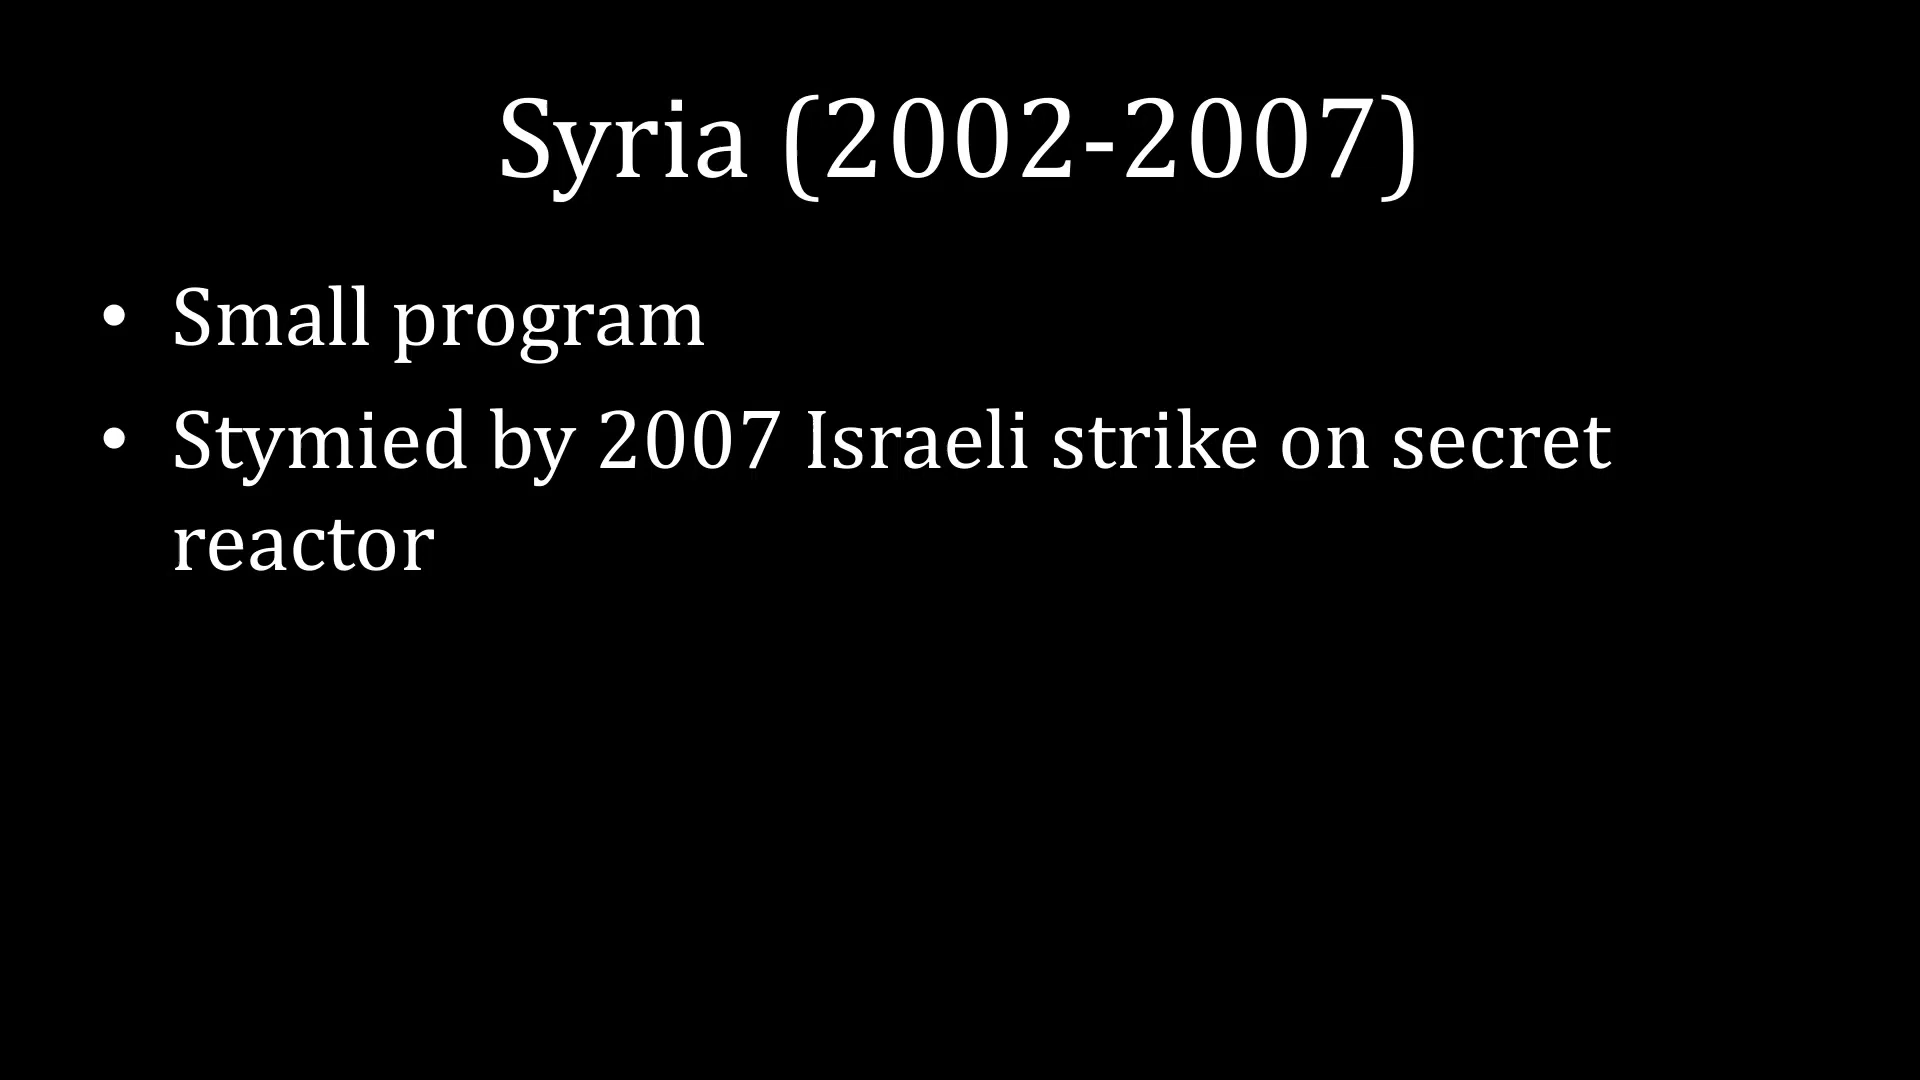 Syria (2002-2007)
• Small program
• Stymied by 2007 Israeli strike on secret
reactor